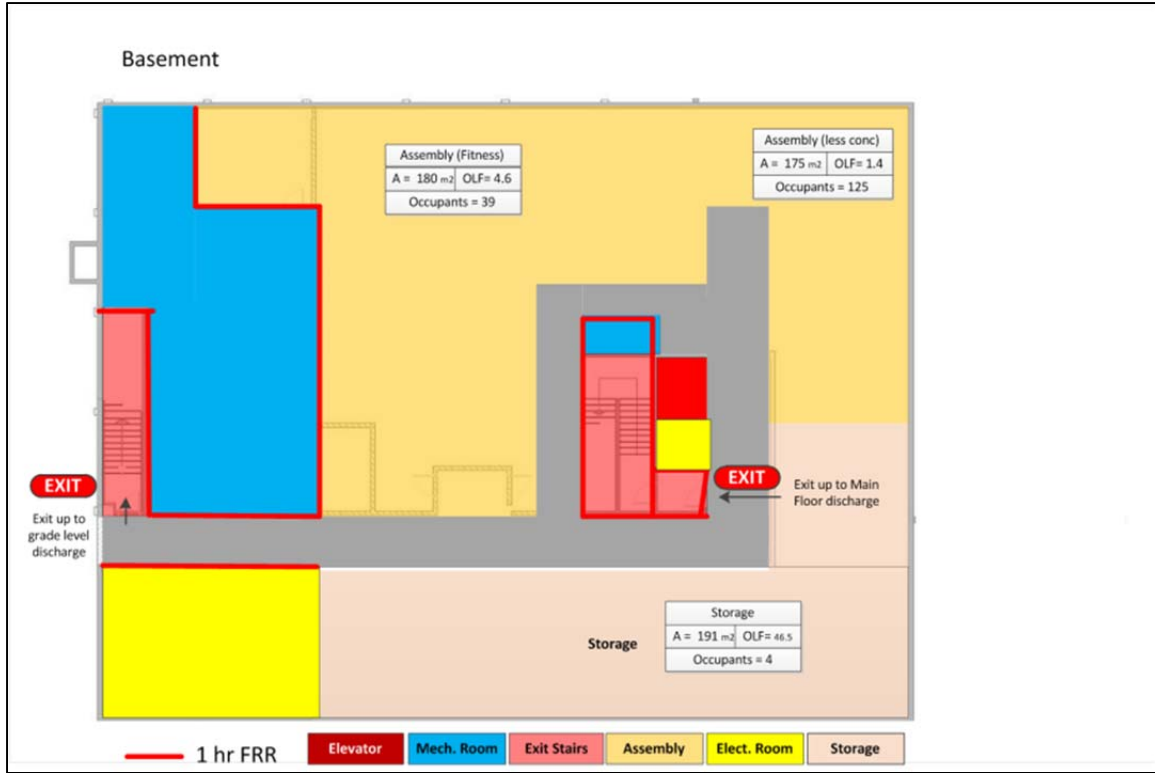 Basement
Assembly (Fitness)
A = 180 m2 OLF= 4.6
Occupants = 39
Assembly (less conc)
A = 175 m2 OLF= 1.4
Occupants = 125
EXIT
Exit up to
grade level
discharge
EXIT
Exit up to Main
Floor discharge
Storage
Storage
A = 191 m2 OLF= 46.5
Occupants = 4
1 hr FRR
Elevator Mech. Room Exit Stairs Assembly Elect. Room Storage